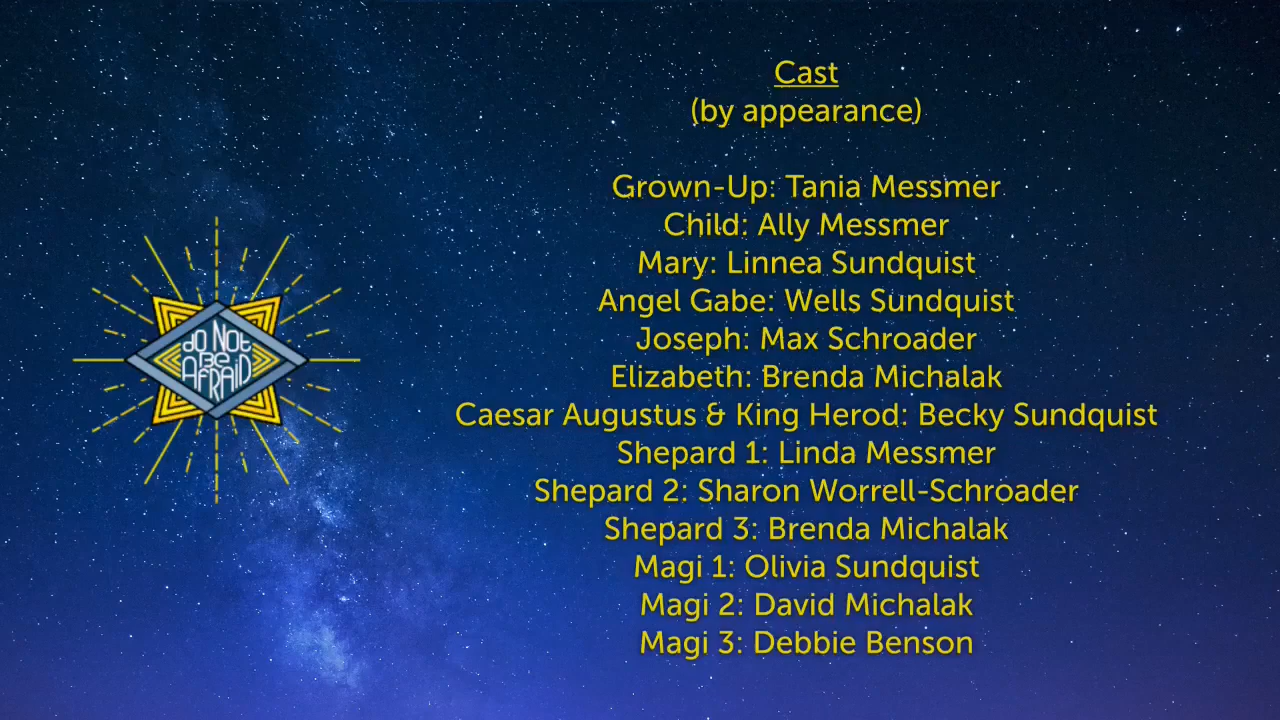 Cast
(by appearance)
Grown-Up: Tania Messmer
Child: Ally Messmer
Mary: Linnea Sundquist
Angel Gabe: Wells Sundquist
Joseph: Max Schroader
Elizabeth: Brenda Michalak
Caesar Augustus & King Herod: Becky Sundquist
Shepard 1: Linda Messmer
Shepard 2: Sharon Worrell-Schroader
Shepard 3: Brenda Michalak
Magi 1: Olivia Sundquist
Magi 2: David Michalak
Magi 3: Debbie Benson
do Not
Be
AfRAiD